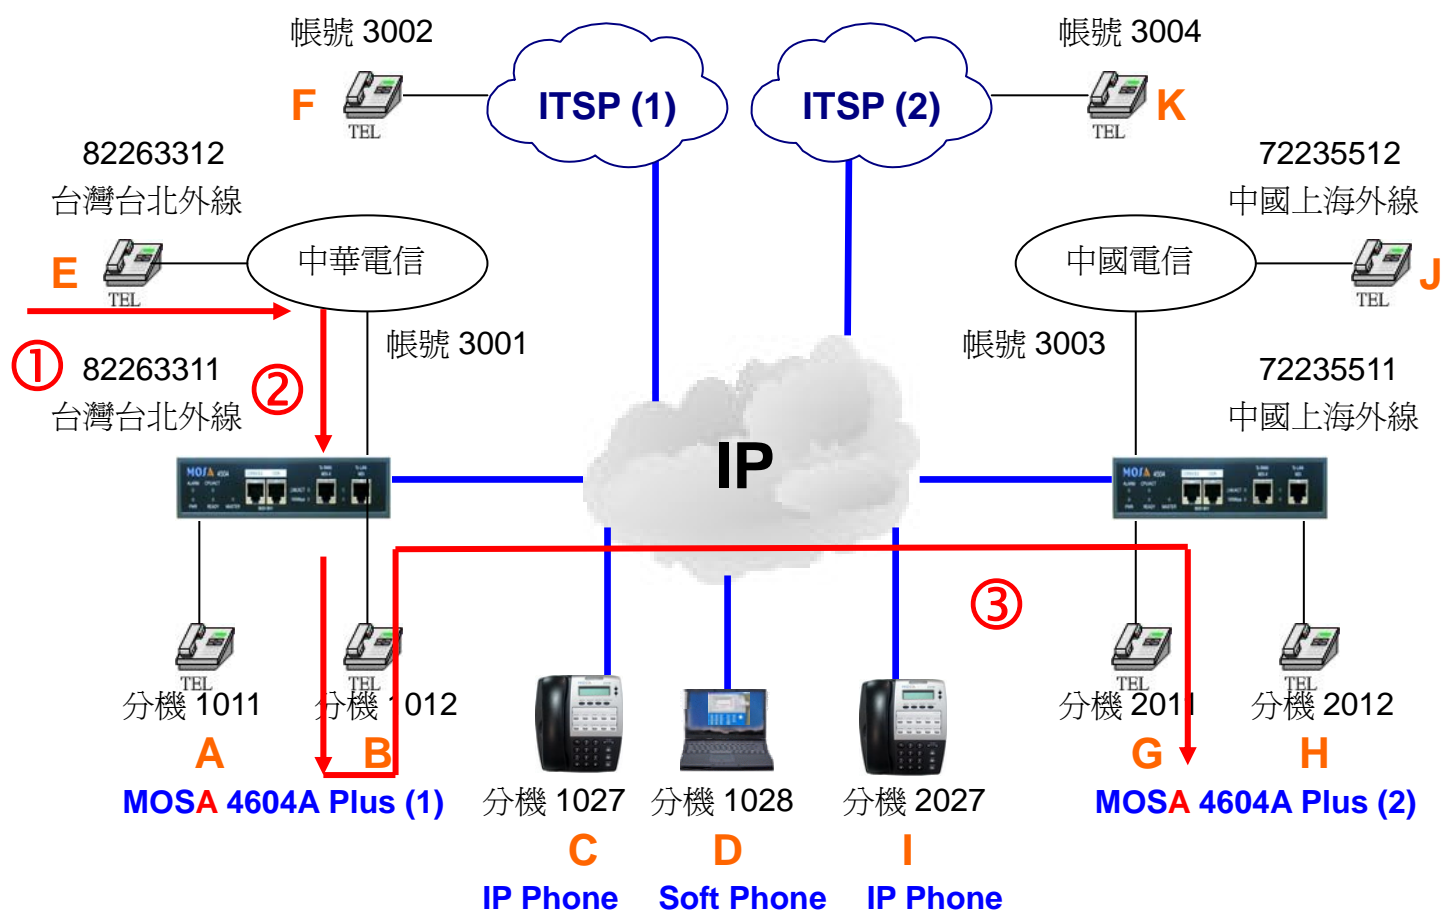 帳號 3002
帳號 3004
F
TEL
ITSP (1)
ITSP (2)
TEL
K
82263312
台灣台北外線
72235512
中國上海外線
E
TEL
中華電信
中國電信
TEL
J
①
82263311
台灣台北外線
②
帳號 3001
帳號 3003
72235511
中國上海外線
IP
MOSA 4504
MOSA 4504
③
TEL
分機 1011
TEL
分機 1012
TEL
分機 2011
TEL
分機 2012
A
B
G
H
MOSA 4604A Plus (1)
分機 1027
分機 1028
分機 2027
MOSA 4604A Plus (2)
C
D
I
IP Phone
Soft Phone
IP Phone